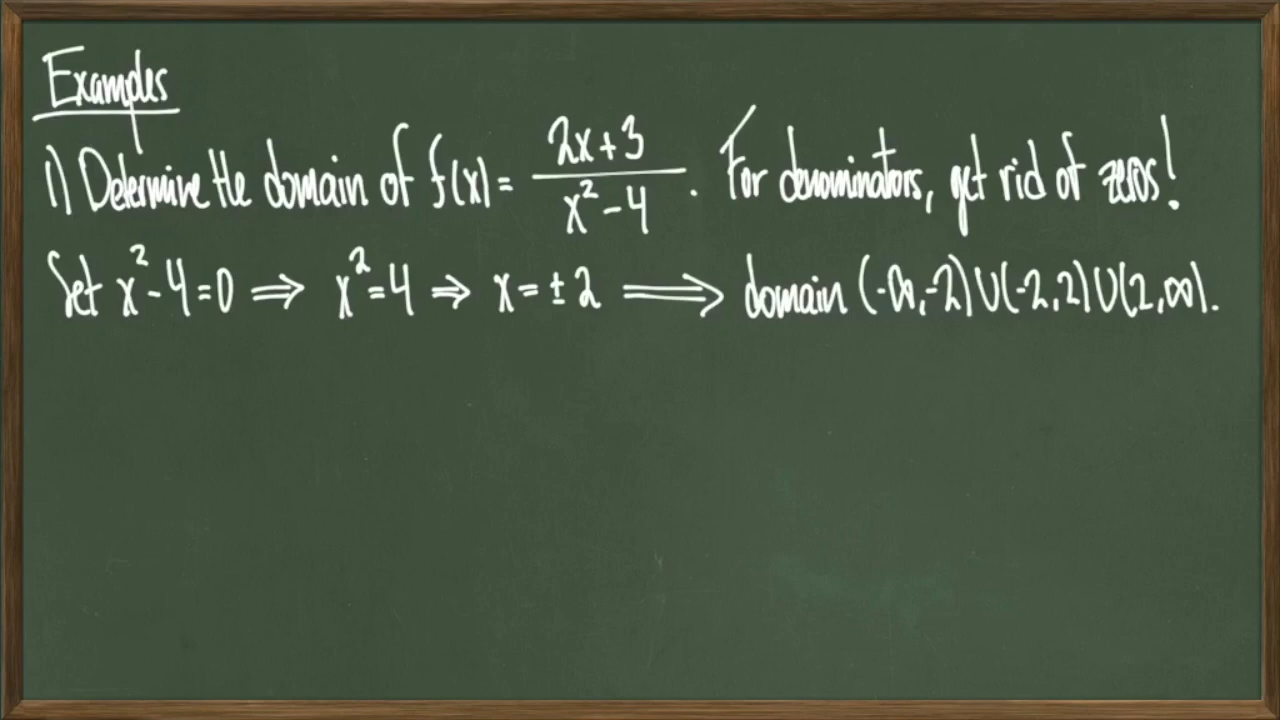 Examples
1) Determine the domain of f(x) = (2x+3)/(x² - 4). For denominators, get rid of zeros!
Set x² - 4 = 0 ⇒ x² = 4 ⇒ x = ± 2 ⟹ domain (-∞, -2) ∪ (-2, 2) ∪ (2, ∞).